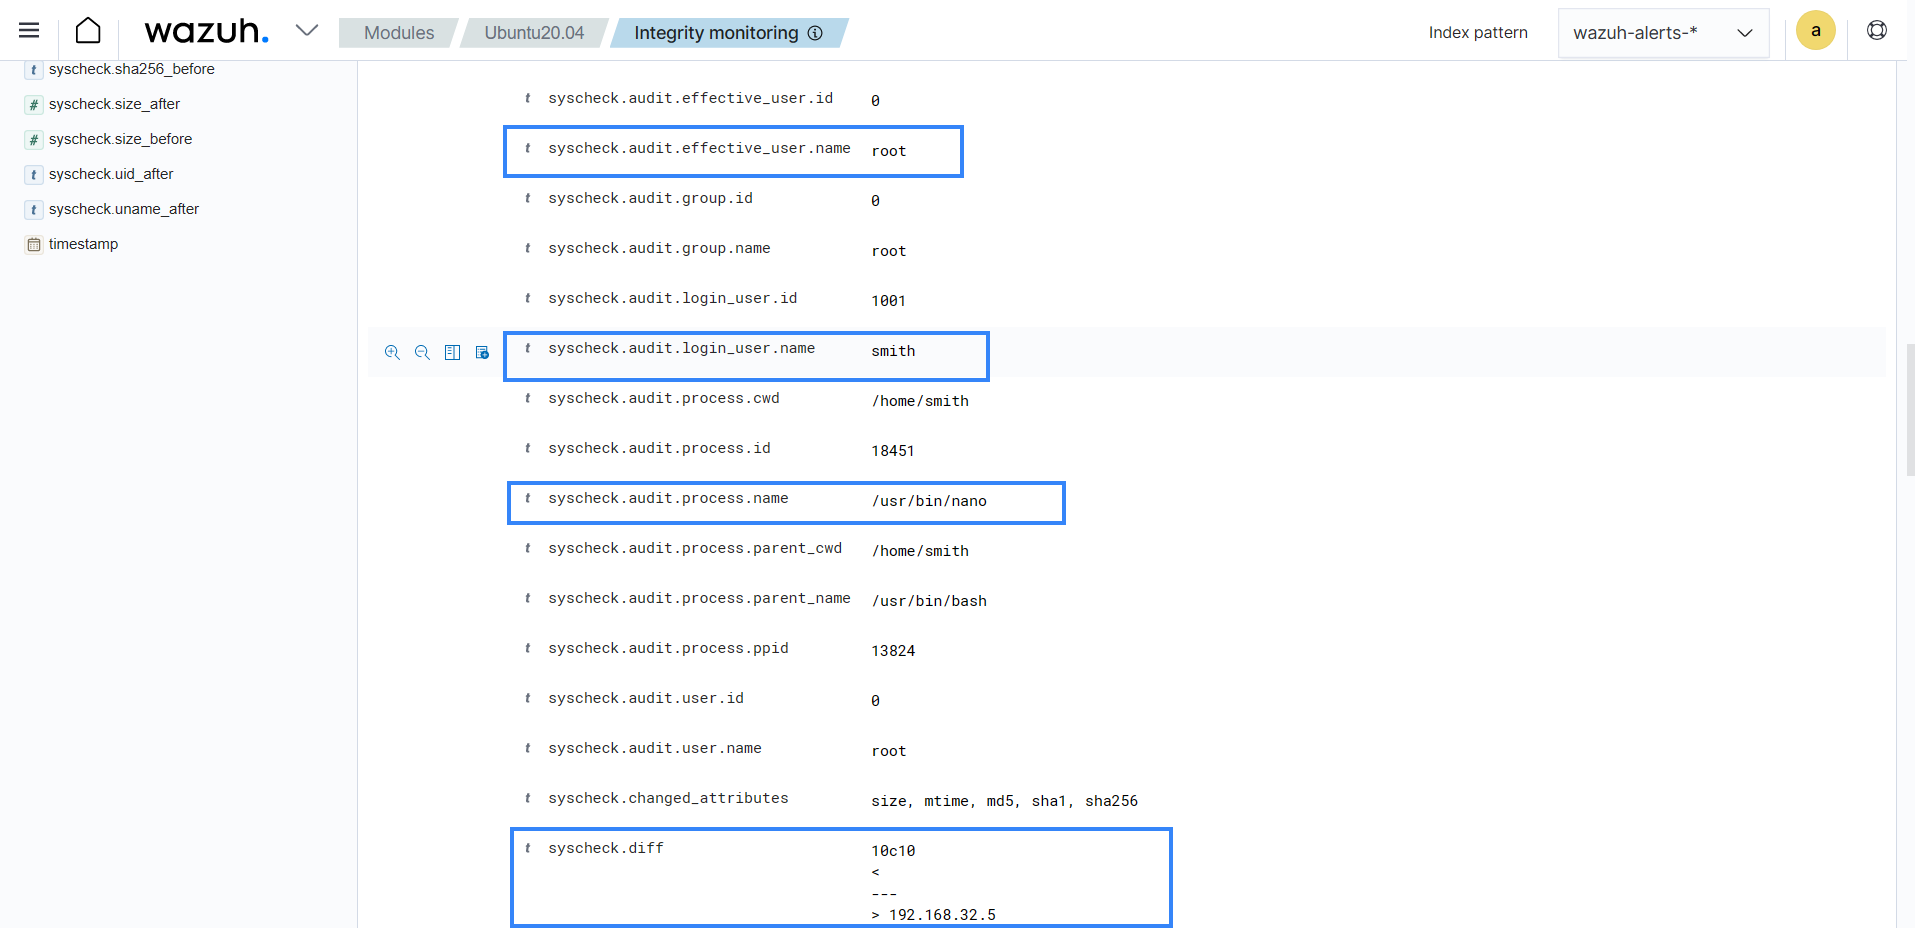 wazuh.
Modules
Ubuntu20.04
Integrity monitoring
Index pattern
wazuh-alerts-*
a
t syscheck.sha256_before
# syscheck.size_after
# syscheck.size_before
t syscheck.uid_after
t syscheck.uname_after
timestamp
t syscheck.audit.effective_user.id 0
t syscheck.audit.effective_user.name root
t syscheck.audit.group.id 0
t syscheck.audit.group.name root
t syscheck.audit.login_user.id 1001
t syscheck.audit.login_user.name smith
t syscheck.audit.process.cwd /home/smith
t syscheck.audit.process.id 18451
t syscheck.audit.process.name /usr/bin/nano
t syscheck.audit.process.parent_cwd /home/smith
t syscheck.audit.process.parent_name /usr/bin/bash
t syscheck.audit.process.ppid 13824
t syscheck.audit.user.id 0
t syscheck.audit.user.name root
t syscheck.changed_attributes size, mtime, md5, sha1, sha256
t syscheck.diff 10c10
<
---
> 192.168.32.5